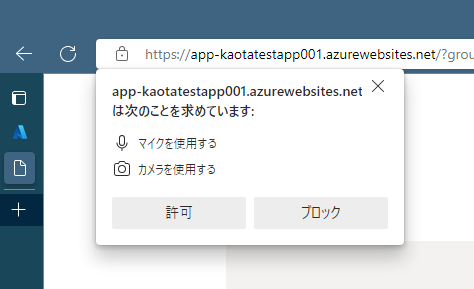 https://app-kaotatestapp001.azurewebsites.net/?grou
app-kaotatestapp001.azurewebsites.net
は次のことを求めています:
マイクを使用する
カメラを使用する
許可
ブロック